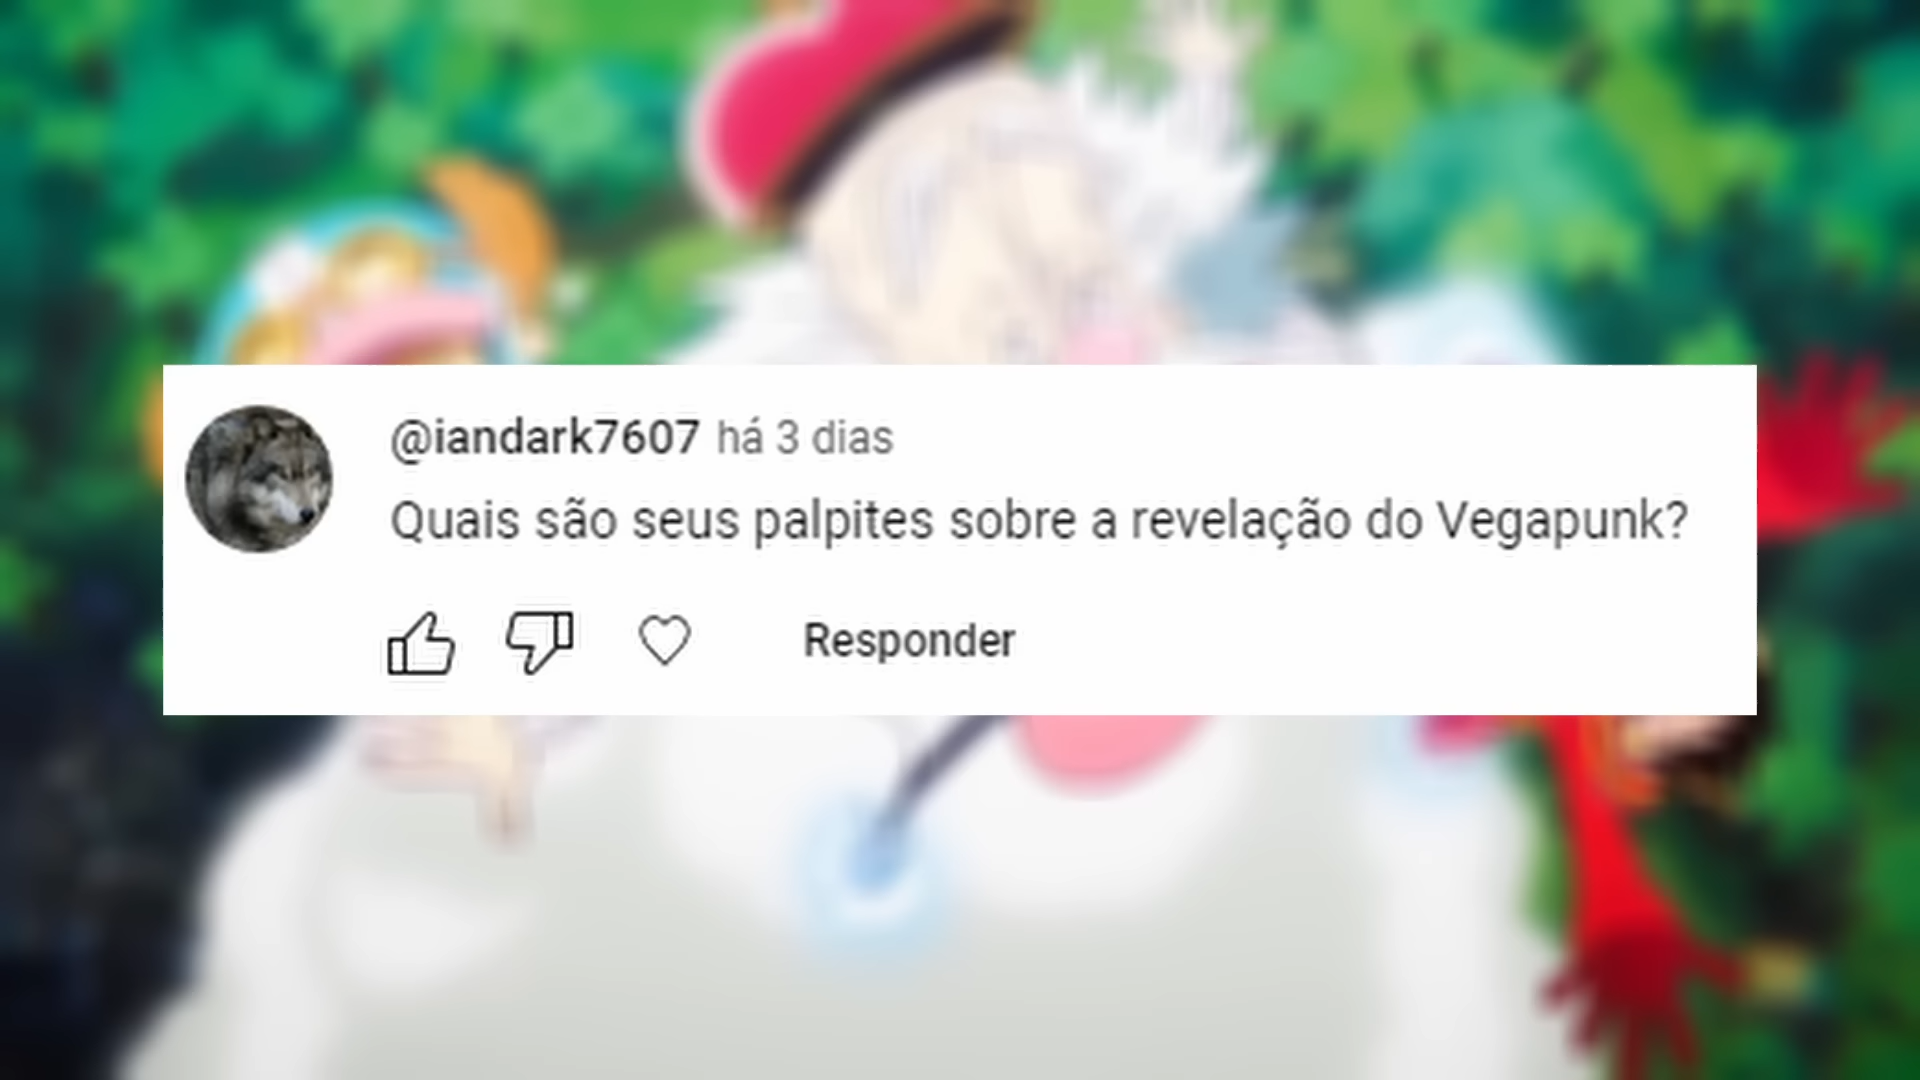 @iandark7607 há 3 dias
Quais são seus palpites sobre a revelação do Vegapunk?
Responder